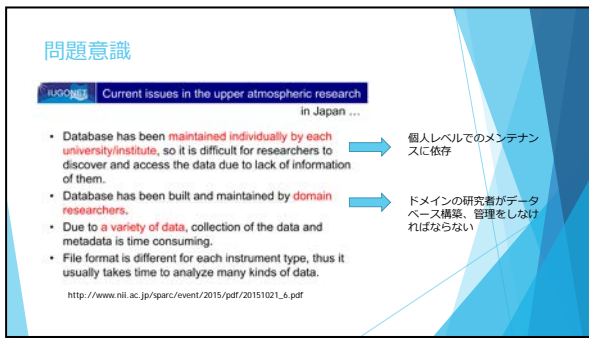 問題意識
IUGONET
Current issues in the upper atmospheric research
in Japan …
• Database has been maintained individually by each
university/institute, so it is difficult for researchers to
discover and access the data due to lack of information
of them.
個人レベルでのメンテナン
スに依存
• Database has been built and maintained by domain
researchers.
ドメインの研究者がデータ
ベース構築、管理をしなけ
ればならない
• Due to a variety of data, collection of the data and
metadata is time consuming.
• File format is different for each instrument type, thus it
usually takes time to analyze many kinds of data.
http://www.nii.ac.jp/sparc/event/2015/pdf/20151021_6.pdf